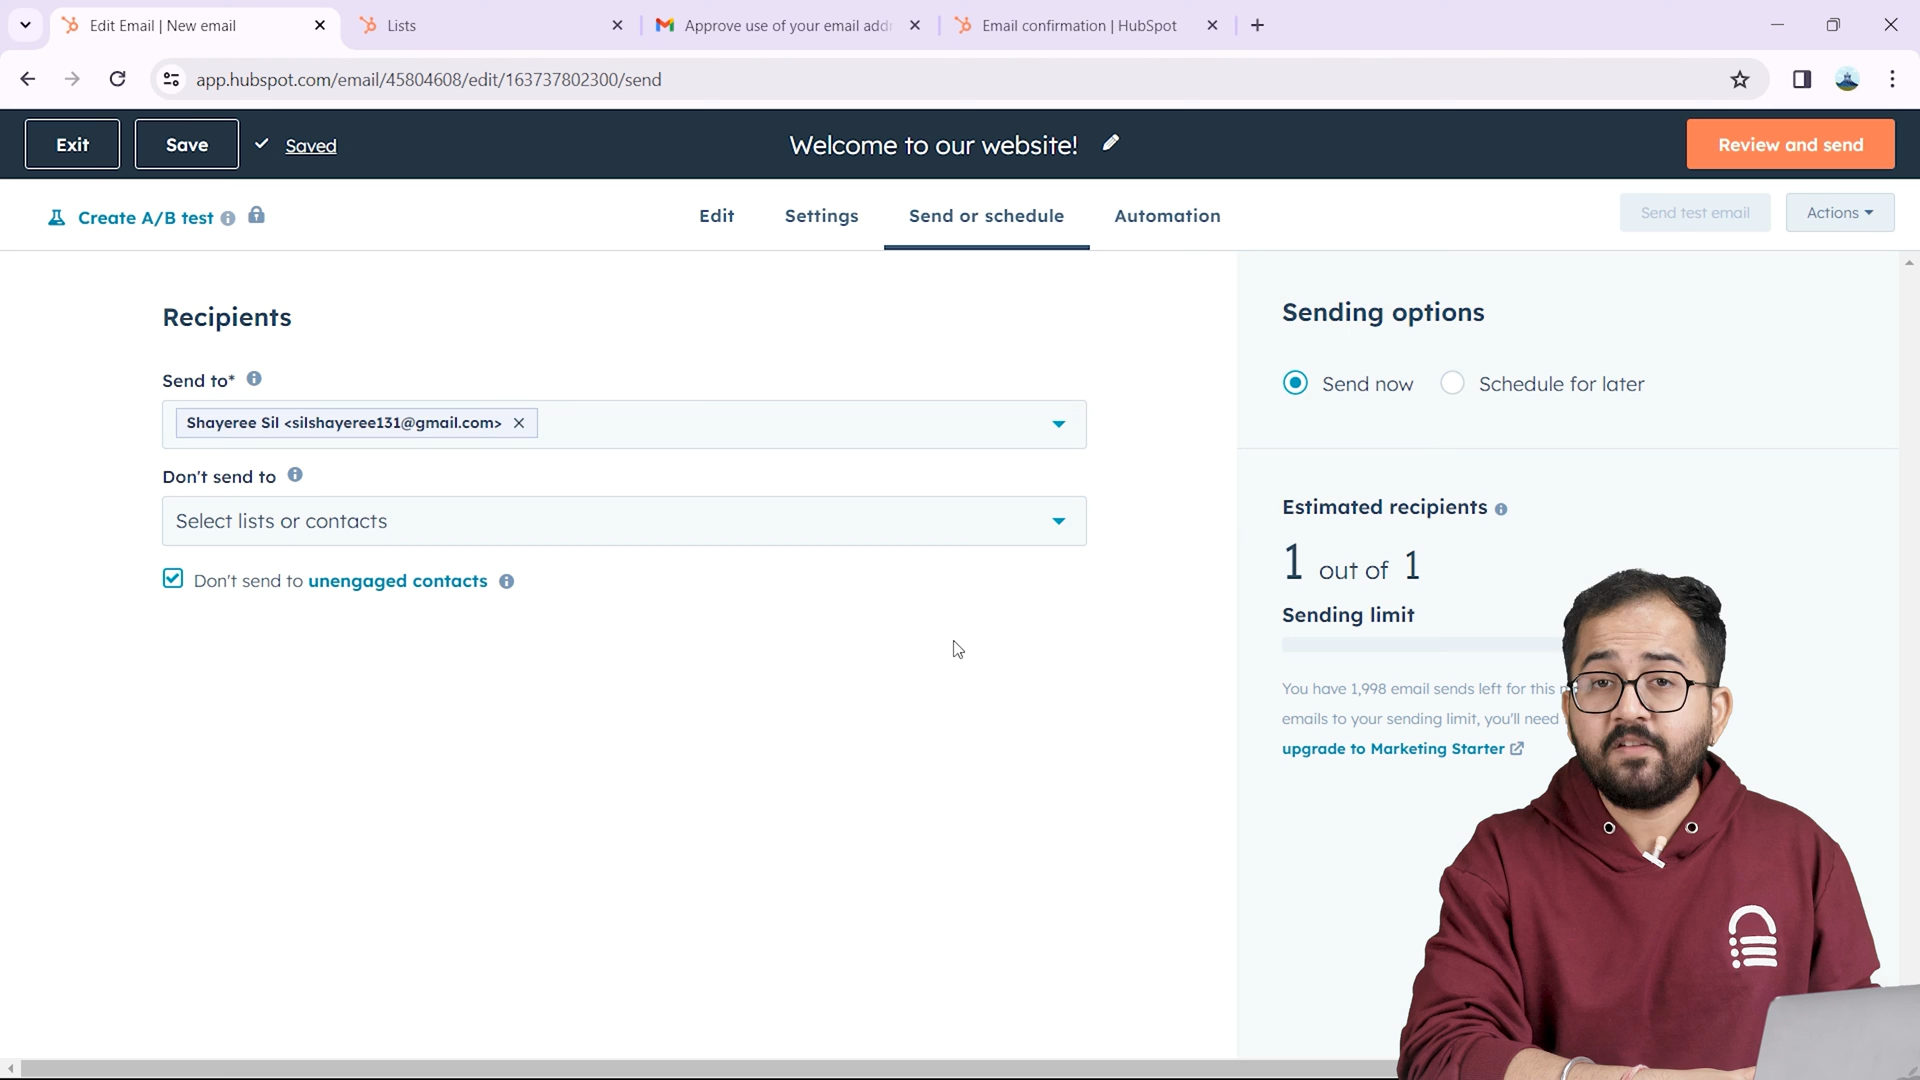 Edit Email | New email
Lists
Approve use of your email addr
Email confirmation | HubSpot
app.hubspot.com/email/45804608/edit/163737802300/send
Exit
Save
Saved
Welcome to our website!
Review and send
Create A/B test
Edit
Settings
Send or schedule
Automation
Send test email
Actions
Recipients
Send to*
Shayeree Sil <silshayeree131@gmail.com>
Don't send to
Select lists or contacts
Don't send to unengaged contacts
Sending options
Send now
Schedule for later
Estimated recipients
1 out of 1
Sending limit
You have 1,998 email sends left for this
emails to your sending limit, you'll need
upgrade to Marketing Starter